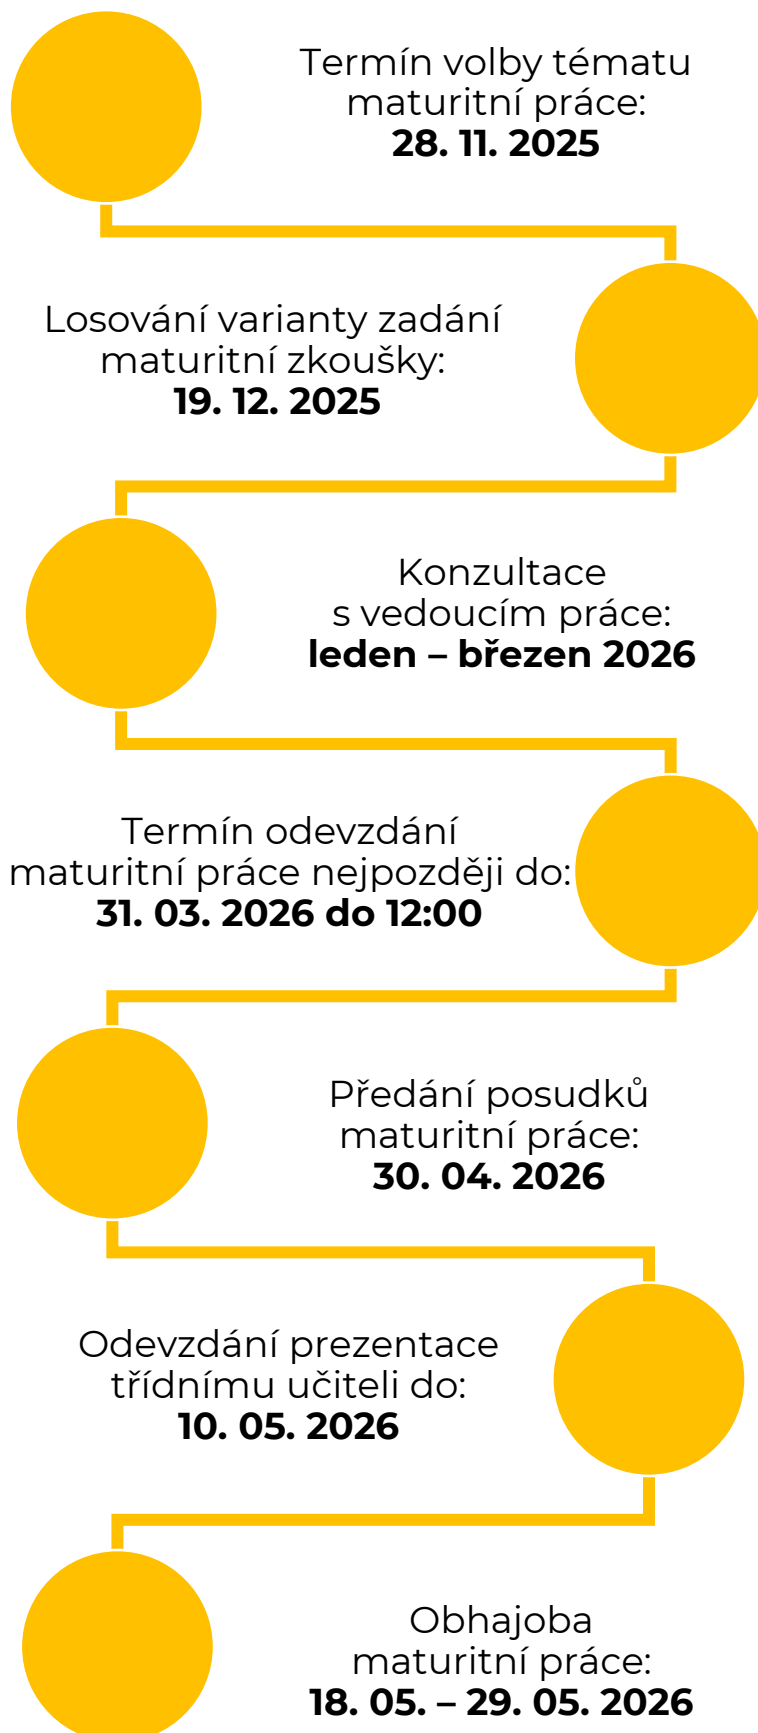 Termín volby tématu
maturitní práce:
28. 11. 2025
Losování varianty zadání
maturitní zkoušky:
19. 12. 2025
Konzultace
s vedoucím práce:
leden – březen 2026
Termín odevzdání
maturitní práce nejpozději do:
31. 03. 2026 do 12:00
Předání posudků
maturitní práce:
30. 04. 2026
Odevzdání prezentace
třídnímu učiteli do:
10. 05. 2026
Obhajoba
maturitní práce:
18. 05. – 29. 05. 2026